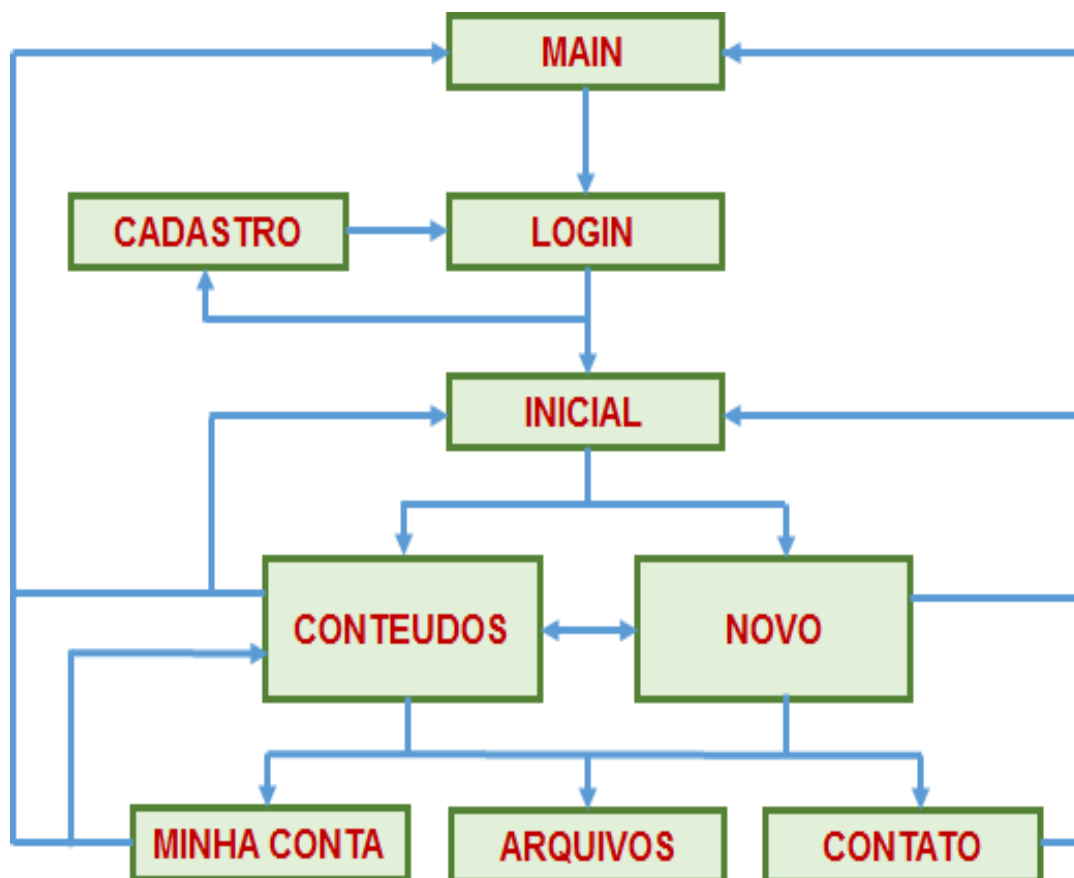 MAIN
CADASTRO
LOGIN
INICIAL
CONTEUDOS
NOVO
MINHA CONTA
ARQUIVOS
CONTATO